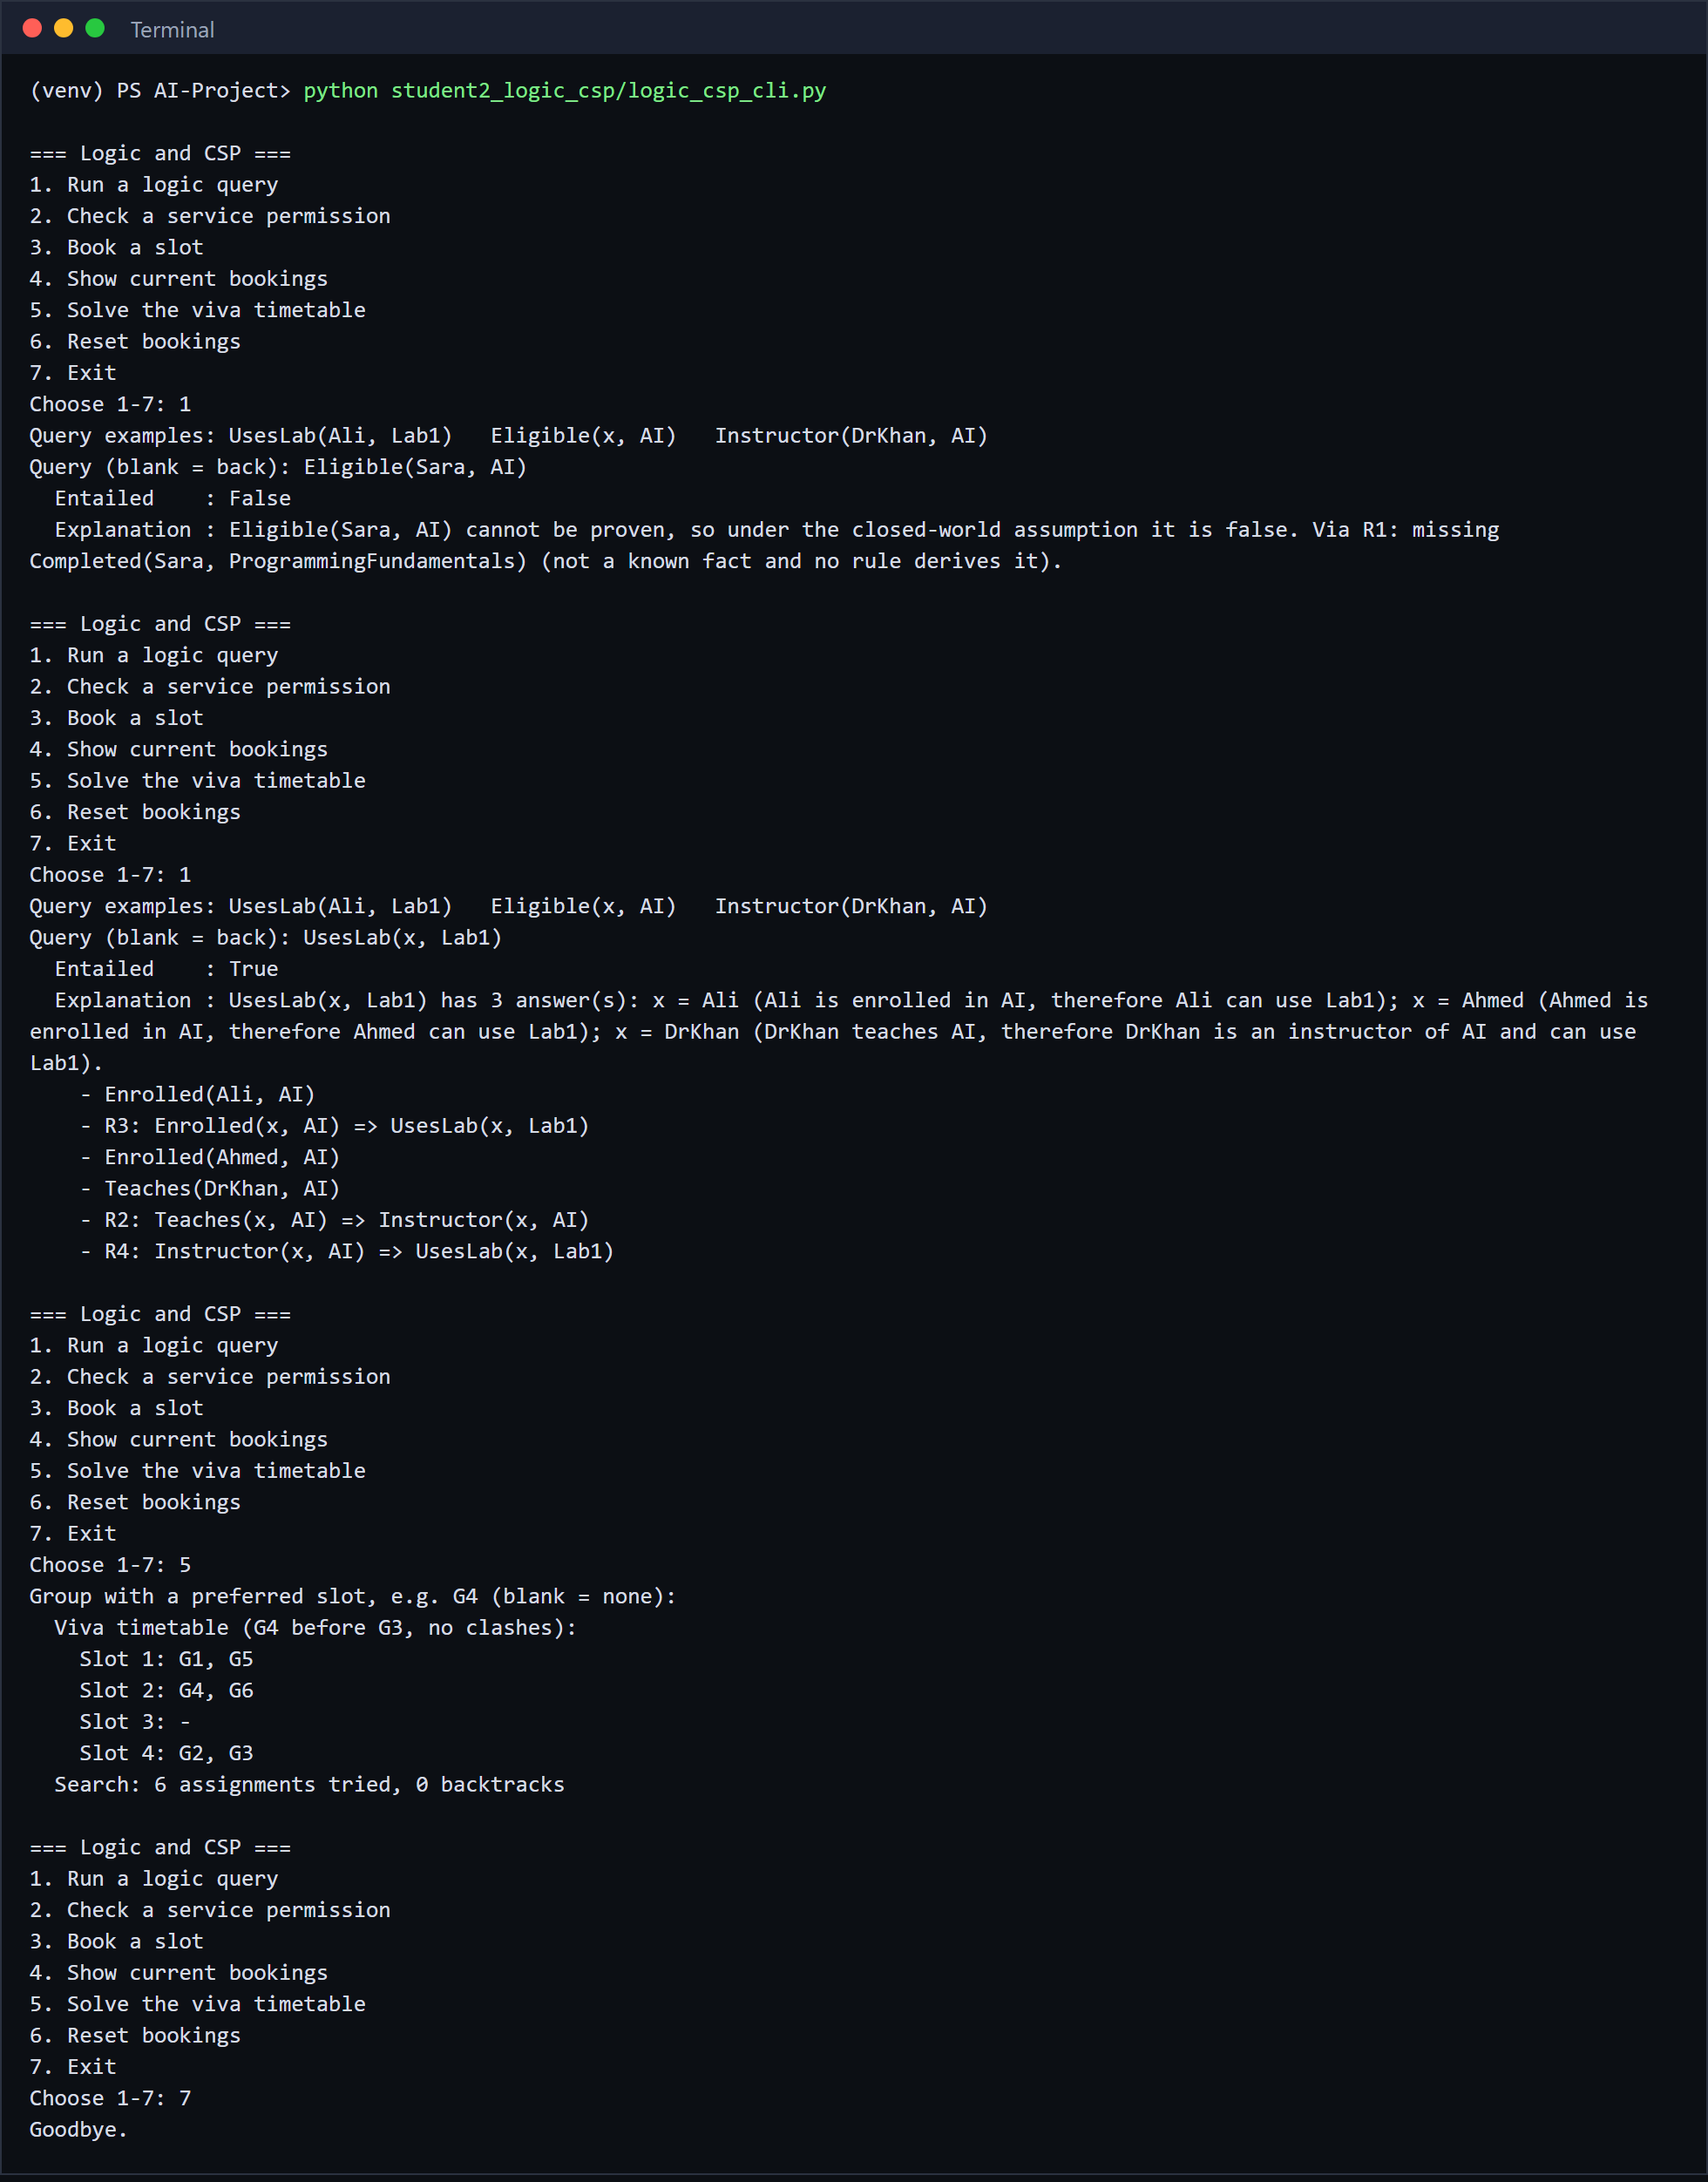 Terminal
(venv) PS AI-Project> python student2_logic_csp/logic_csp_cli.py
=== Logic and CSP ===
1. Run a logic query
2. Check a service permission
3. Book a slot
4. Show current bookings
5. Solve the viva timetable
6. Reset bookings
7. Exit
Choose 1-7: 1
Query examples: UsesLab(Ali, Lab1)   Eligible(x, AI)   Instructor(DrKhan, AI)
Query (blank = back): Eligible(Sara, AI)
  Entailed    : False
  Explanation : Eligible(Sara, AI) cannot be proven, so under the closed-world assumption it is false. Via R1: missing
Completed(Sara, ProgrammingFundamentals) (not a known fact and no rule derives it).
=== Logic and CSP ===
1. Run a logic query
2. Check a service permission
3. Book a slot
4. Show current bookings
5. Solve the viva timetable
6. Reset bookings
7. Exit
Choose 1-7: 1
Query examples: UsesLab(Ali, Lab1)   Eligible(x, AI)   Instructor(DrKhan, AI)
Query (blank = back): UsesLab(x, Lab1)
  Entailed    : True
  Explanation : UsesLab(x, Lab1) has 3 answer(s): x = Ali (Ali is enrolled in AI, therefore Ali can use Lab1); x = Ahmed (Ahmed is
enrolled in AI, therefore Ahmed can use Lab1); x = DrKhan (DrKhan teaches AI, therefore DrKhan is an instructor of AI and can use
Lab1).
    - Enrolled(Ali, AI)
    - R3: Enrolled(x, AI) => UsesLab(x, Lab1)
    - Enrolled(Ahmed, AI)
    - Teaches(DrKhan, AI)
    - R2: Teaches(x, AI) => Instructor(x, AI)
    - R4: Instructor(x, AI) => UsesLab(x, Lab1)
=== Logic and CSP ===
1. Run a logic query
2. Check a service permission
3. Book a slot
4. Show current bookings
5. Solve the viva timetable
6. Reset bookings
7. Exit
Choose 1-7: 5
Group with a preferred slot, e.g. G4 (blank = none):
  Viva timetable (G4 before G3, no clashes):
    Slot 1: G1, G5
    Slot 2: G4, G6
    Slot 3: -
    Slot 4: G2, G3
  Search: 6 assignments tried, 0 backtracks
=== Logic and CSP ===
1. Run a logic query
2. Check a service permission
3. Book a slot
4. Show current bookings
5. Solve the viva timetable
6. Reset bookings
7. Exit
Choose 1-7: 7
Goodbye.